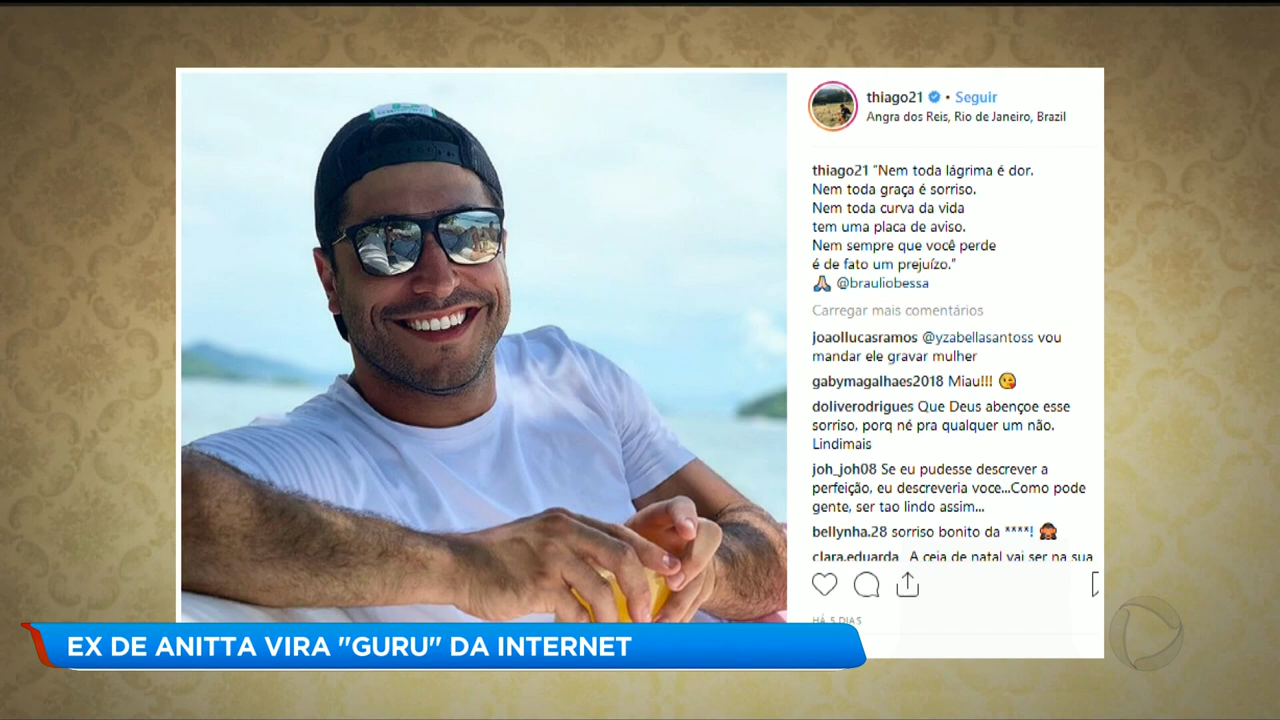 thiago21 • Seguir
Angra dos Reis, Rio de Janeiro, Brazil
thiago21 "Nem toda lágrima é dor.
Nem toda graça é sorriso.
Nem toda curva da vida
tem uma placa de aviso.
Nem sempre que você perde
é de fato um prejuízo."
🙏 @brauliobessa
Carregar mais comentários
joaollucasramos @yzabellasantoss vou
mandar ele gravar mulher
gabymagalhaes2018 Miau!!! 😘
doliverodrigues Que Deus abençoe esse
sorriso, porq né pra qualquer um não.
Lindimais
joh_joh08 Se eu pudesse descrever a
perfeição, eu descreveria voce...Como pode
gente, ser tao lindo assim...
bellynha.28 sorriso bonito da ****! 🙈
clara.eduarda_ A ceia de natal vai ser na sua
HÁ 5 DIAS
EX DE ANITTA VIRA "GURU" DA INTERNET